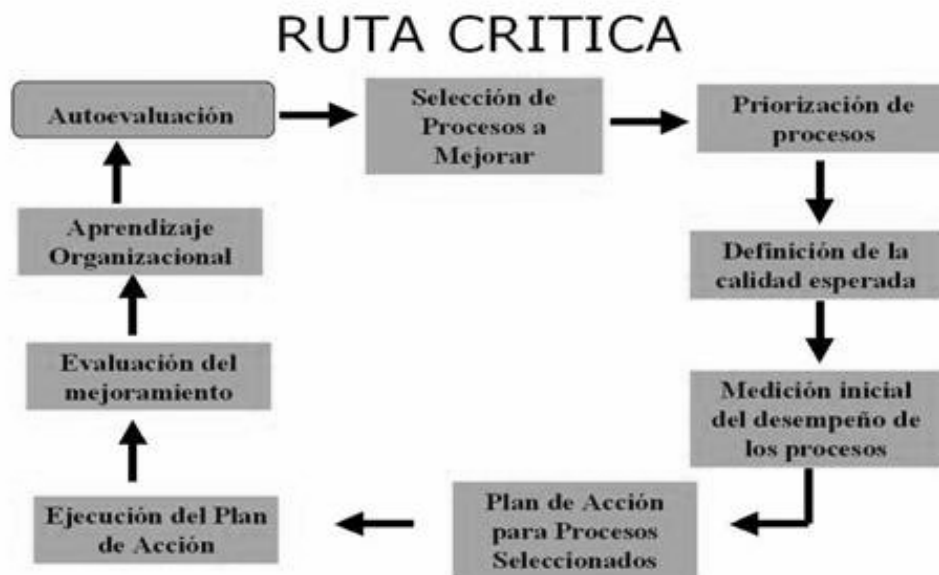 RUTA CRITICA
Autoevaluación
Selección de
Procesos a
Mejorar
Priorización de
procesos
Definición de la
calidad esperada
Medición inicial
del desempeño de
los procesos
Plan de Acción
para Procesos
Seleccionados
Ejecución del Plan
de Acción
Evaluación del
mejoramiento
Aprendizaje
Organizacional